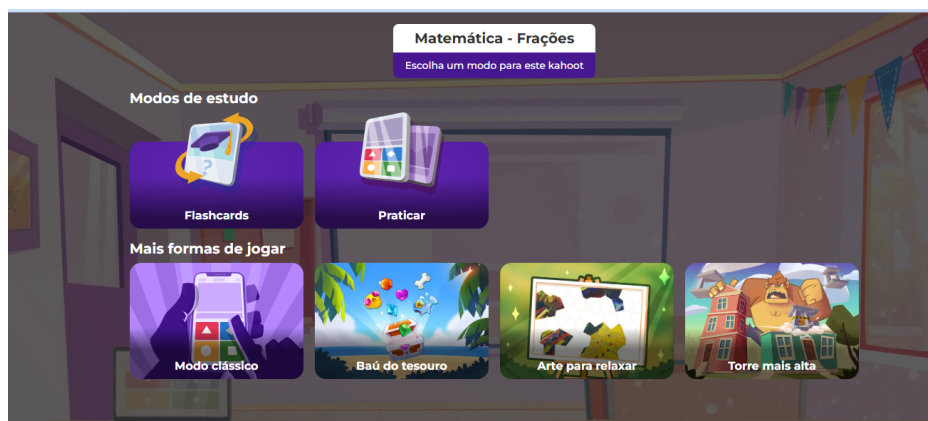 Matemática - Frações
Escolha um modo para este kahoot
Modos de estudo
Flashcards
Praticar
Mais formas de jogar
Modo clássico
Baú do tesouro
Arte para relaxar
Torre mais alta